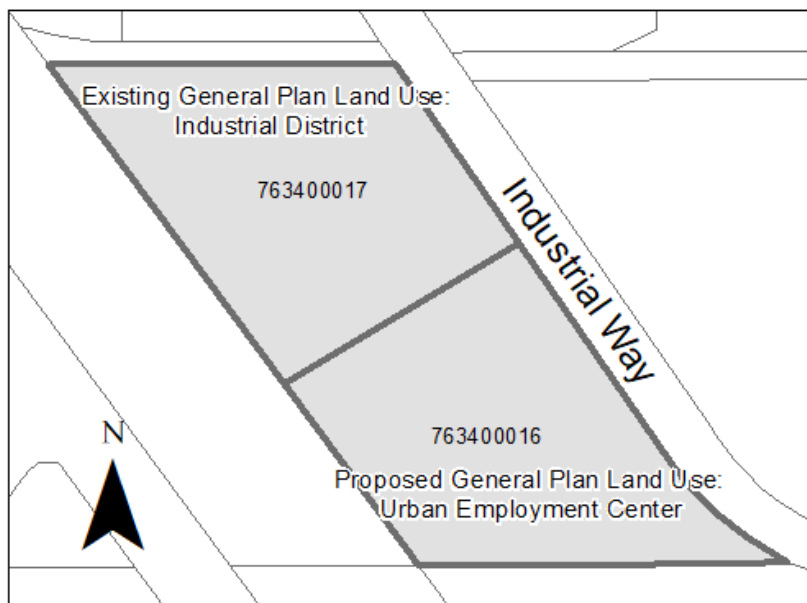 Existing General Plan Land Use:
Industrial District
763400017
Industrial Way
763400016
N
Proposed General Plan Land Use:
Urban Employment Center